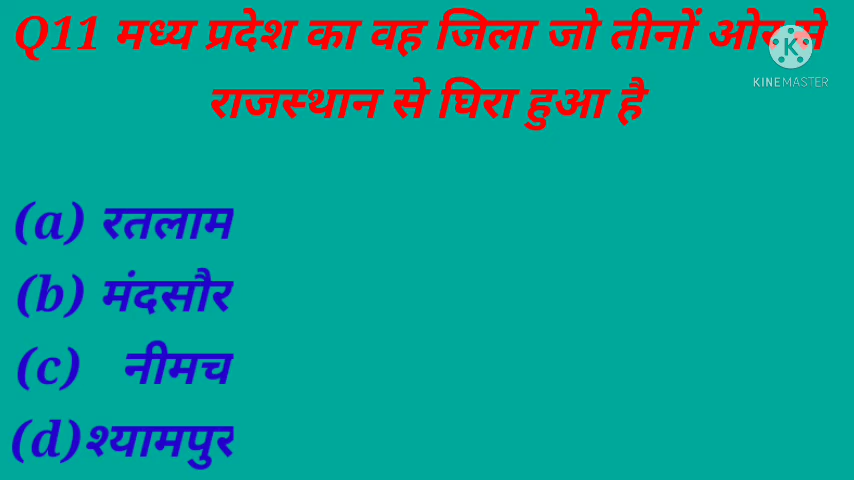 Q11 मध्य प्रदेश का वह जिला जो तीनों ओर से
राजस्थान से घिरा हुआ है
KINEMASTER
(a) रतलाम
(b) मंदसौर
(c) नीमच
(d)श्यामपुर